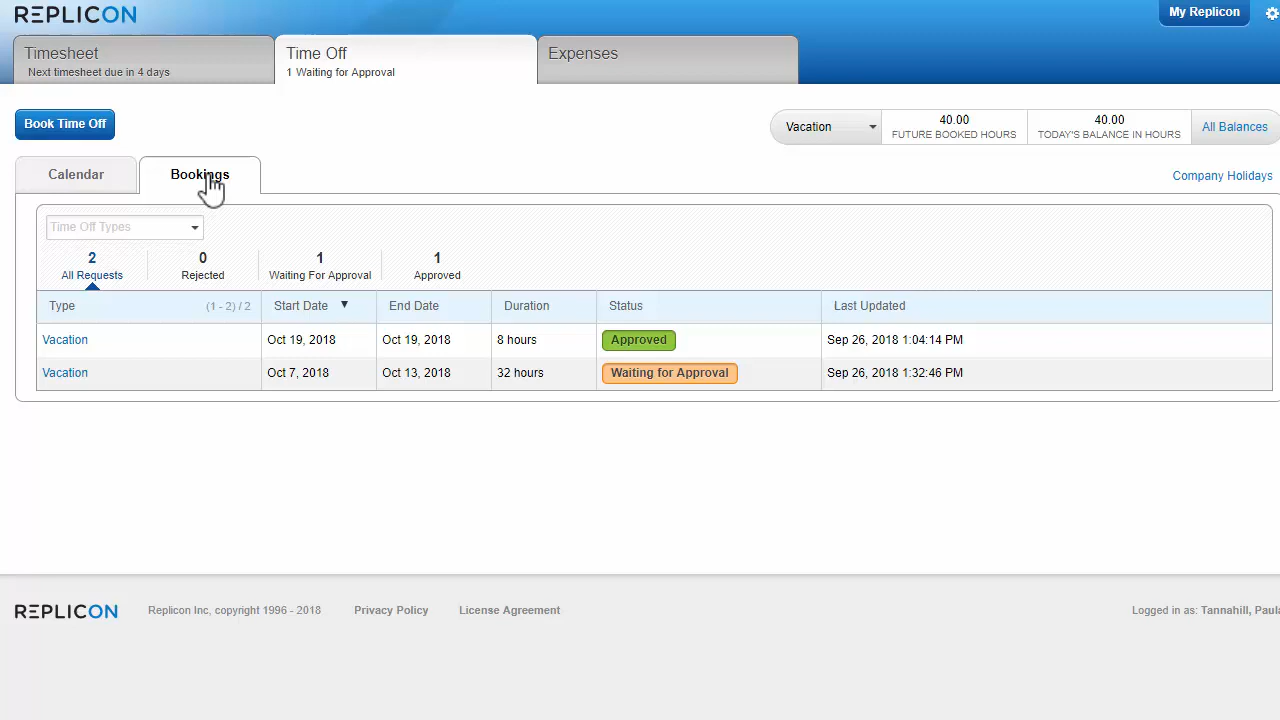 REPLICON
My Replicon
Timesheet
Next timesheet due in 4 days
Time Off
1 Waiting for Approval
Expenses
Book Time Off
Vacation
40.00
FUTURE BOOKED HOURS
40.00
TODAY'S BALANCE IN HOURS
All Balances
Calendar
Bookings
Company Holidays
Time Off Types
2
All Requests
0
Rejected
1
Waiting For Approval
1
Approved
Type (1 - 2) / 2 Start Date ▼ End Date Duration Status Last Updated
Vacation Oct 19, 2018 Oct 19, 2018 8 hours Approved Sep 26, 2018 1:04:14 PM
Vacation Oct 7, 2018 Oct 13, 2018 32 hours Waiting for Approval Sep 26, 2018 1:32:46 PM
REPLICON Replicon Inc, copyright 1996 - 2018 Privacy Policy License Agreement Logged in as: Tannahill, Paula